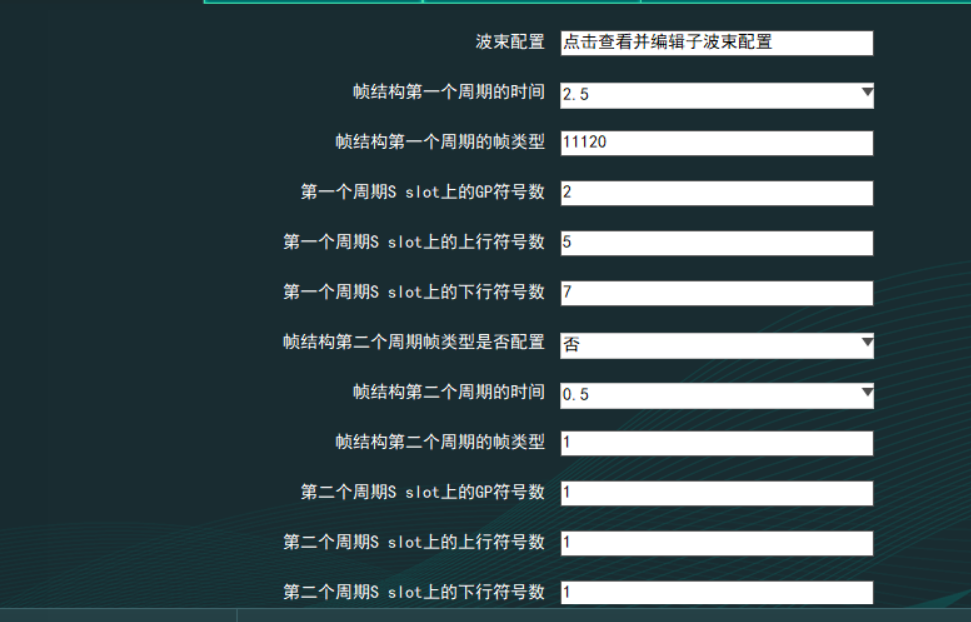 波束配置 点击查看并编辑子波束配置
帧结构第一个周期的时间 2.5
帧结构第一个周期的帧类型 11120
第一个周期S slot上的GP符号数 2
第一个周期S slot上的上行符号数 5
第一个周期S slot上的下行符号数 7
帧结构第二个周期帧类型是否配置 否
帧结构第二个周期的时间 0.5
帧结构第二个周期的帧类型 1
第二个周期S slot上的GP符号数 1
第二个周期S slot上的上行符号数 1
第二个周期S slot上的下行符号数 1